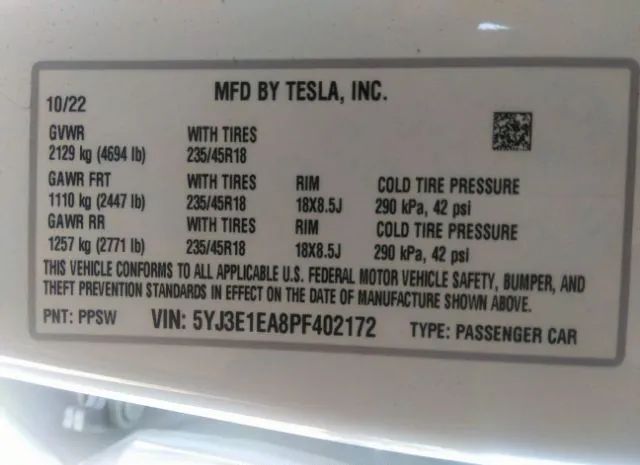 MFD BY TESLA, INC.
10/22
GVWR WITH TIRES
2129 kg (4694 lb) 235/45R18
GAWR FRT WITH TIRES RIM COLD TIRE PRESSURE
1110 kg (2447 lb) 235/45R18 18X8.5J 290 kPa, 42 psi
GAWR RR WITH TIRES RIM COLD TIRE PRESSURE
1257 kg (2771 lb) 235/45R18 18X8.5J 290 kPa, 42 psi
THIS VEHICLE CONFORMS TO ALL APPLICABLE U.S. FEDERAL MOTOR VEHICLE SAFETY, BUMPER, AND
THEFT PREVENTION STANDARDS IN EFFECT ON THE DATE OF MANUFACTURE SHOWN ABOVE.
PNT: PPSW VIN: 5YJ3E1EA8PF402172 TYPE: PASSENGER CAR